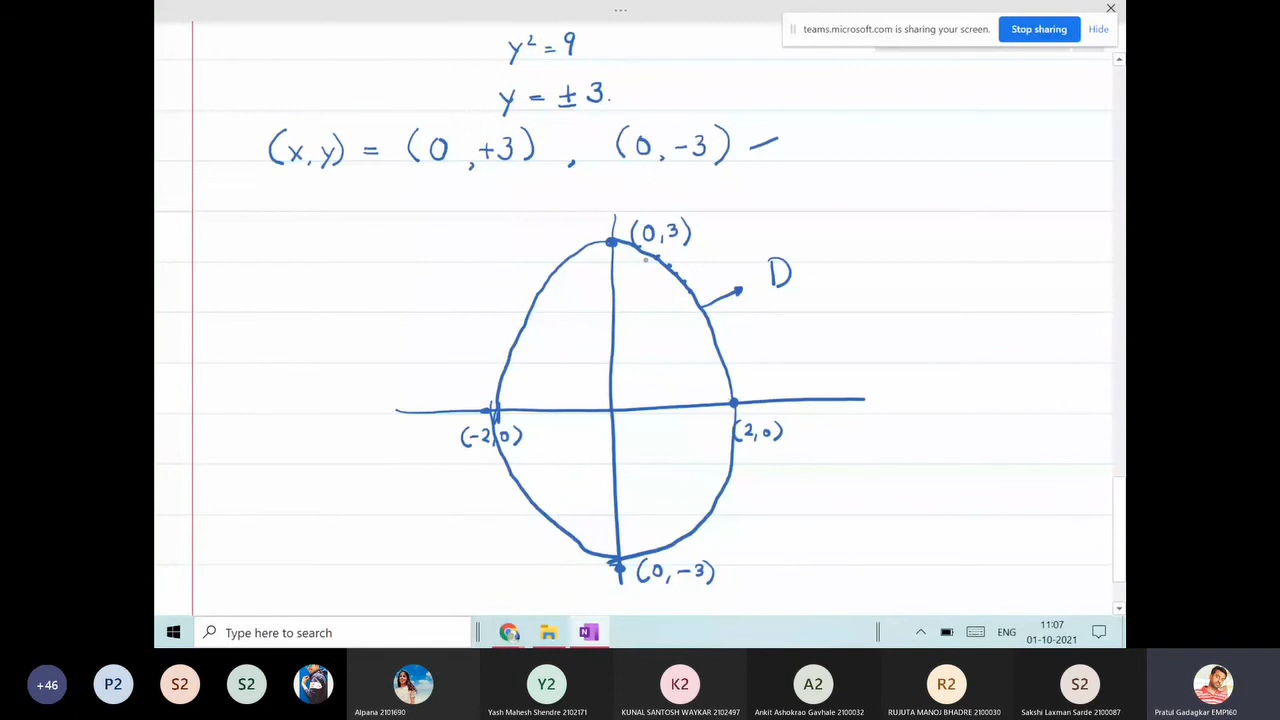 teams.microsoft.com is sharing your screen. Stop sharing Hide
y² = 9
y = ± 3.
(x,y) = (0, +3), (0, -3)
(0,3)
D
(-2,0) (2,0)
(0, -3)
Type here to search
ENG 11:07
01-10-2021
+46 P2 S2 S2 Y2 K2 A2 R2 S2
Alpana 2101690 Yash Mahesh Shendre 2102171 KUNAL SANTOSH WAYKAR 2102497 Ankit Ashokrao Gavhale 2100032 RUJUTA MANOJ BHADRE 2100030 Sakshi Laxman Sarde 2100087 Pratul Gadagkar EMP160